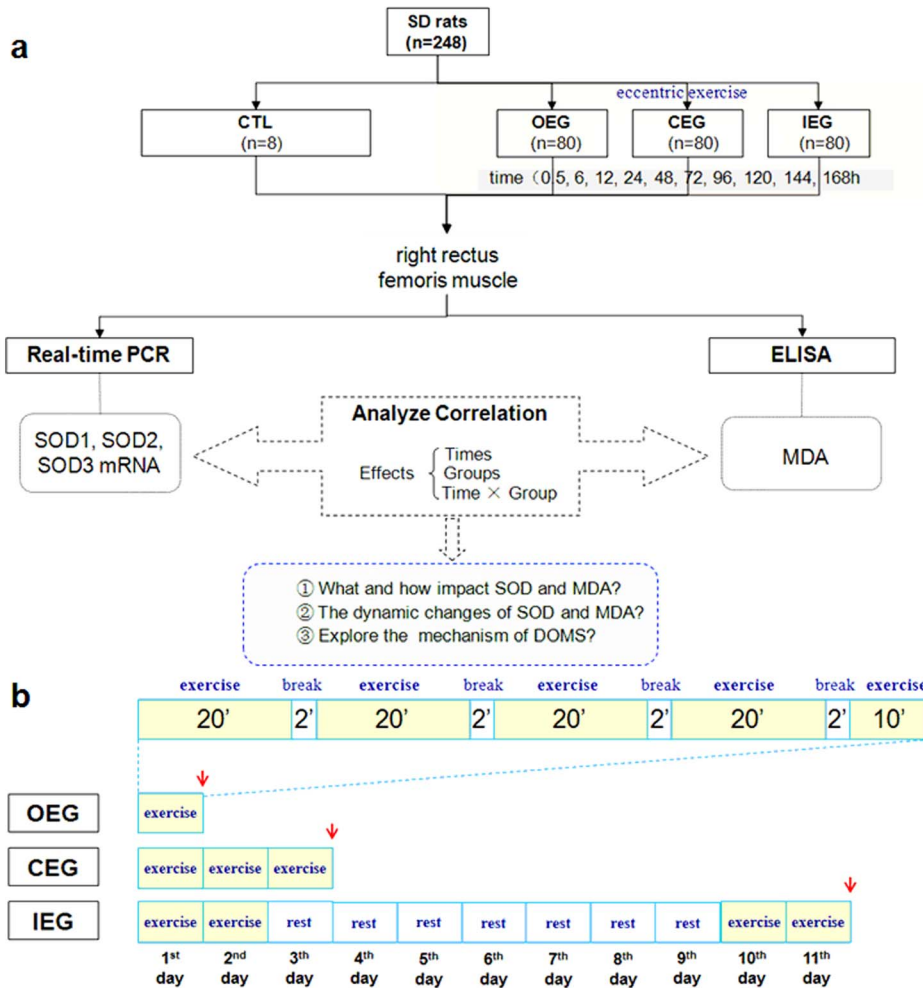 a
SD rats
(n=248)
eccentric exercise
CTL
(n=8)
OEG
(n=80)
CEG
(n=80)
IEG
(n=80)
time（0.5, 6, 12, 24, 48, 72, 96, 120, 144, 168h
right rectus
femoris muscle
Real-time PCR
ELISA
SOD1, SOD2,
SOD3 mRNA
Analyze Correlation
Effects
Times
Groups
Time × Group
MDA
① What and how impact SOD and MDA?
② The dynamic changes of SOD and MDA?
③ Explore the mechanism of DOMS?
b
exercise break exercise break exercise break exercise break exercise
20' 2' 20' 2' 20' 2' 20' 2' 10'
OEG exercise
CEG exercise exercise exercise
IEG exercise exercise rest rest rest rest rest rest rest exercise exercise
1st 2nd 3th 4th 5th 6th 7th 8th 9th 10th 11th
day day day day day day day day day day day